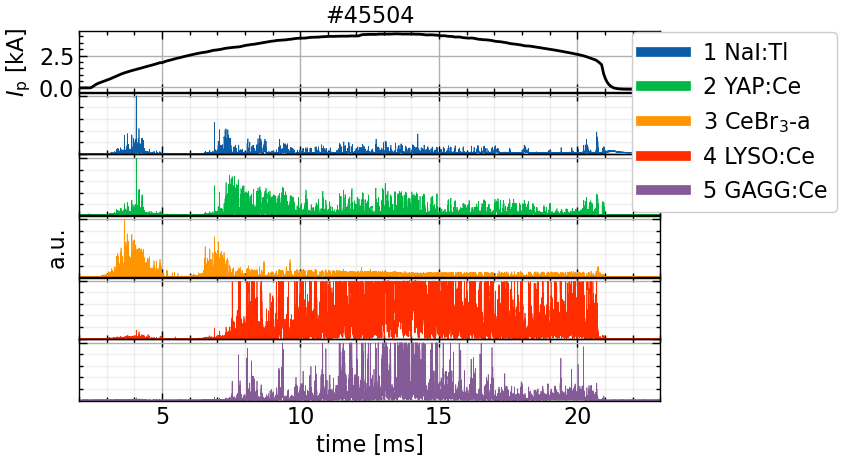 #45504
I_p [kA]
2.5
0.0
1 NaI:Tl
2 YAP:Ce
3 CeBr₃-a
4 LYSO:Ce
5 GAGG:Ce
a.u.
5 10 15 20
time [ms]